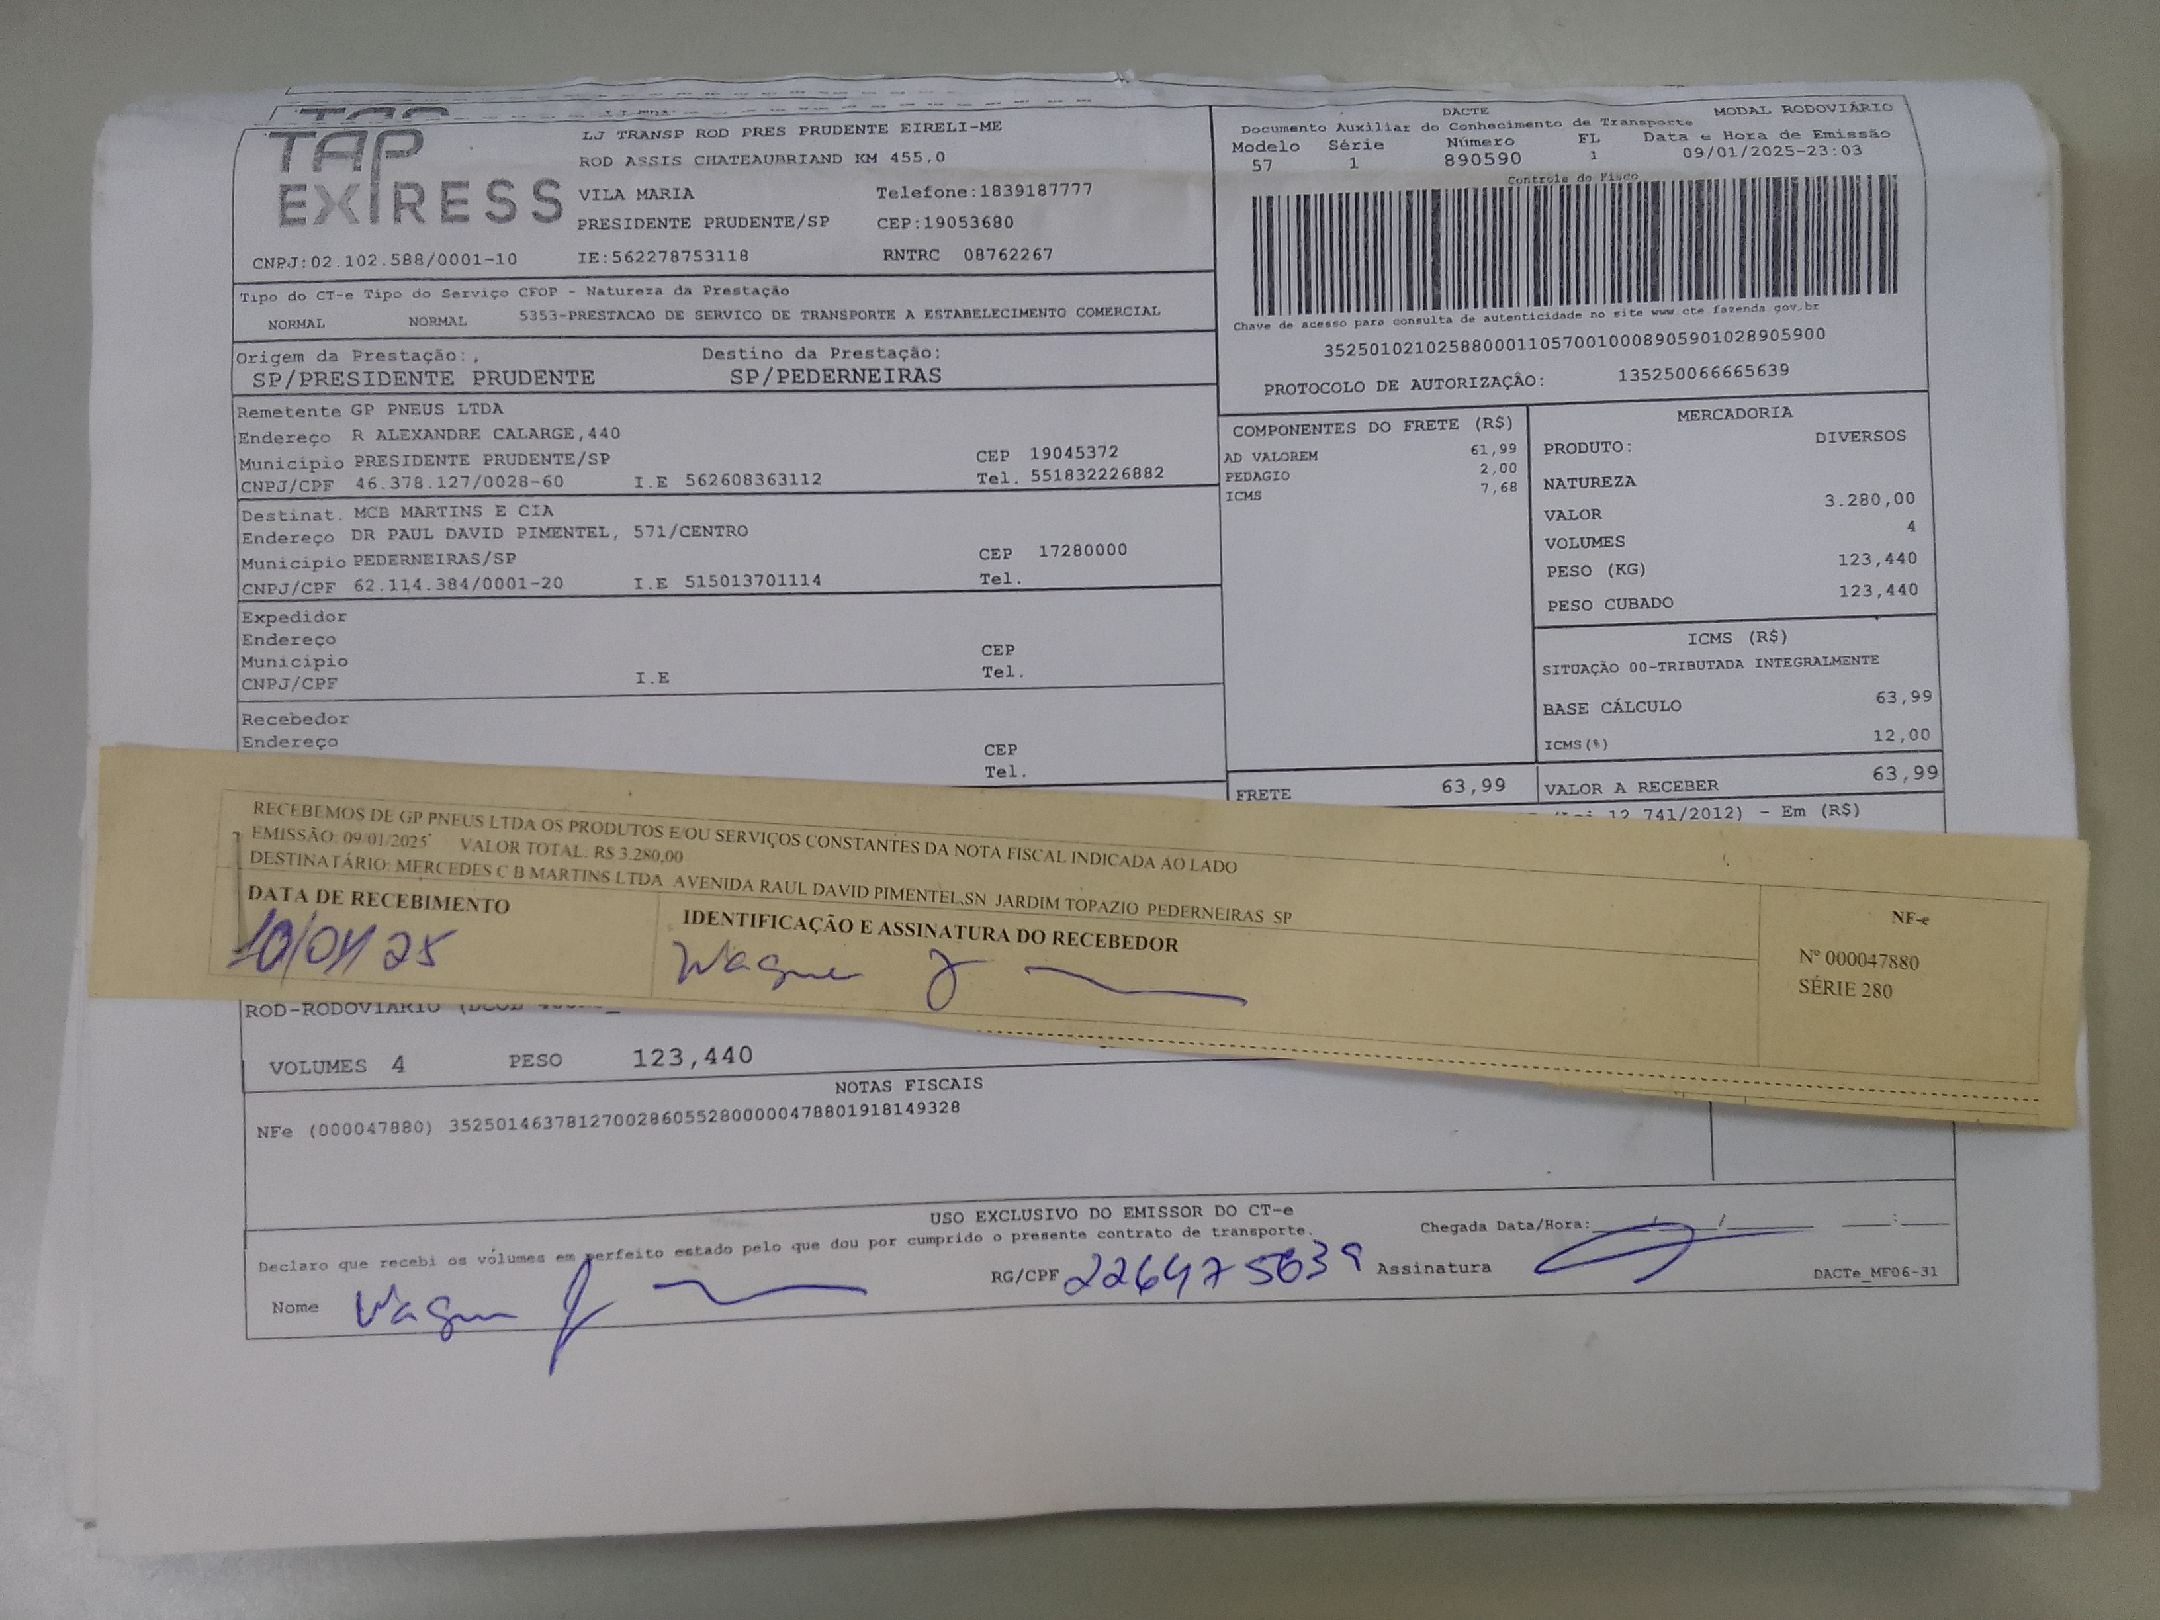 TAP
EXPRESS
LJ TRANSP ROD PRES PRUDENTE EIRELI-ME
ROD ASSIS CHATEAUBRIAND KM 455,0
VILA MARIA Telefone:1839187777
PRESIDENTE PRUDENTE/SP CEP:19053680
CNPJ:02.102.588/0001-10 IE:562278753118 RNTRC 08762267
DACTE MODAL RODOVIÁRIO
Documento Auxiliar do Conhecimento de Transporte
Modelo Série Número FL Data e Hora de Emissão
57 1 890590 1 09/01/2025-23:03
Controle do Fisco
Chave de acesso para consulta de autenticidade no site www.cte.fazenda.gov.br
35250102102588000110570010008905901028905900
PROTOCOLO DE AUTORIZAÇÃO: 135250066665639
Tipo do CT-e Tipo do Serviço CFOP - Natureza da Prestação
NORMAL NORMAL 5353-PRESTACAO DE SERVICO DE TRANSPORTE A ESTABELECIMENTO COMERCIAL
Origem da Prestação:, Destino da Prestação:
SP/PRESIDENTE PRUDENTE SP/PEDERNEIRAS
Remetente GP PNEUS LTDA
Endereço R ALEXANDRE CALARGE,440
Municipio PRESIDENTE PRUDENTE/SP CEP 19045372
CNPJ/CPF 46.378.127/0028-60 I.E 562608363112 Tel. 551832226882
Destinat. MCB MARTINS E CIA
Endereço DR PAUL DAVID PIMENTEL, 571/CENTRO
Municipio PEDERNEIRAS/SP CEP 17280000
CNPJ/CPF 62.114.384/0001-20 I.E 515013701114 Tel.
Expedidor
Endereço
Municipio CEP
CNPJ/CPF I.E Tel.
Recebedor
Endereço
CEP
Tel.
COMPONENTES DO FRETE (R$)
AD VALOREM 61,99
PEDAGIO 2,00
ICMS 7,68
FRETE 63,99
MERCADORIA
PRODUTO: DIVERSOS
NATUREZA
VALOR 3.280,00
VOLUMES 4
PESO (KG) 123,440
PESO CUBADO 123,440
ICMS (R$)
SITUAÇÃO 00-TRIBUTADA INTEGRALMENTE
BASE CÁLCULO 63,99
ICMS(%) 12,00
VALOR A RECEBER 63,99
12.741/2012) - Em (R$)
RECEBEMOS DE GP PNEUS LTDA OS PRODUTOS E/OU SERVIÇOS CONSTANTES DA NOTA FISCAL INDICADA AO LADO
EMISSÃO: 09/01/2025 VALOR TOTAL: R$ 3.280,00
DESTINATÁRIO: MERCEDES C B MARTINS LTDA AVENIDA RAUL DAVID PIMENTEL,SN JARDIM TOPAZIO PEDERNEIRAS SP
DATA DE RECEBIMENTO IDENTIFICAÇÃO E ASSINATURA DO RECEBEDOR
10/01/25 Wagner
NF-e
Nº 000047880
SÉRIE 280
ROD-RODOVIARIO
VOLUMES 4 PESO 123,440
NOTAS FISCAIS
NFe (000047880) 35250146378127002860552800000478801918149328
USO EXCLUSIVO DO EMISSOR DO CT-e
Declaro que recebi os vólumes em perfeito estado pelo que dou por cumprido o presente contrato de transporte. Chegada Data/Hora: / / :
Nome Wagner RG/CPF 2264975039 Assinatura
DACTe_MF06-31